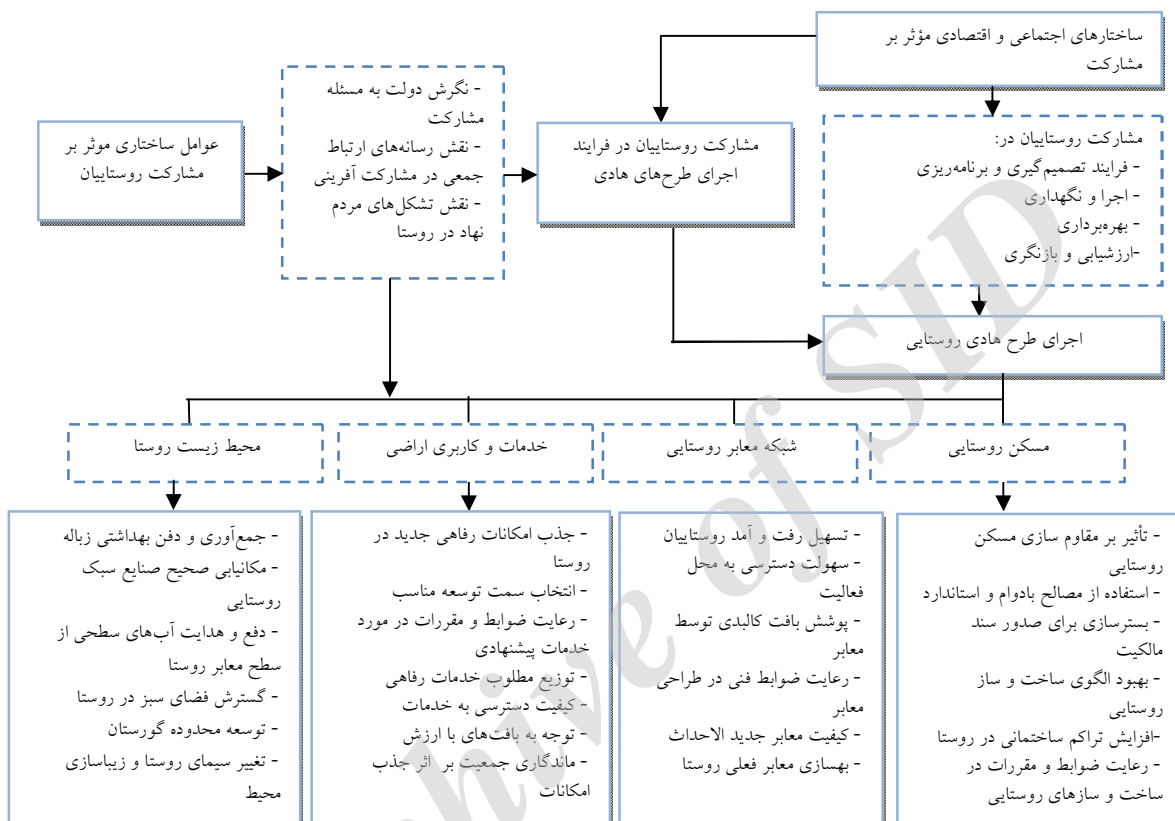 ساختارهای اجتماعی و اقتصادی مؤثر بر
مشارکت
عوامل ساختاری موثر بر
مشارکت روستاییان
- نگرش دولت به مسئله
مشارکت
- نقش رسانه‌های ارتباط
جمعی در مشارکت آفرینی
- نقش تشکل‌های مردم
نهاد در روستا
مشارکت روستاییان در فرایند
اجرای طرح‌های هادی
مشارکت روستاییان در:
- فرایند تصمیم‌گیری و برنامه‌ریزی
- اجرا و نگهداری
- بهره‌برداری
-ارزشیابی و بازنگری
اجرای طرح هادی روستایی
مسکن روستایی
شبکه معابر روستایی
خدمات و کاربری اراضی
محیط زیست روستا
- تأثیر بر مقاوم سازی مسکن
روستایی
- استفاده از مصالح بادوام و استاندارد
- بسترسازی برای صدور سند
مالکیت
- بهبود الگوی ساخت و ساز
روستایی
-افزایش تراکم ساختمانی در روستا
- رعایت ضوابط و مقررات در
ساخت و سازهای روستایی
- تسهیل رفت و آمد روستاییان
- سهولت دسترسی به محل
فعالیت
- پوشش بافت کالبدی توسط
معابر
- رعایت ضوابط فنی در طراحی
معابر
- کیفیت معابر جدید الاحداث
- بهسازی معابر فعلی روستا
- جذب امکانات رفاهی جدید در
روستا
- انتخاب سمت توسعه مناسب
- رعایت ضوابط و مقررات در مورد
خدمات پیشنهادی
- توزیع مطلوب خدمات رفاهی
- کیفیت دسترسی به خدمات
- توجه به بافت‌های با ارزش
- ماندگاری جمعیت بر اثر جذب
امکانات
- جمع‌آوری و دفن بهداشتی زباله
- مکانیابی صحیح صنایع سبک
روستایی
- دفع و هدایت آب‌های سطحی از
سطح معابر روستا
- گسترش فضای سبز در روستا
- توسعه محدوده گورستان
- تغییر سیمای روستا و زیباسازی
محیط
hive of SID